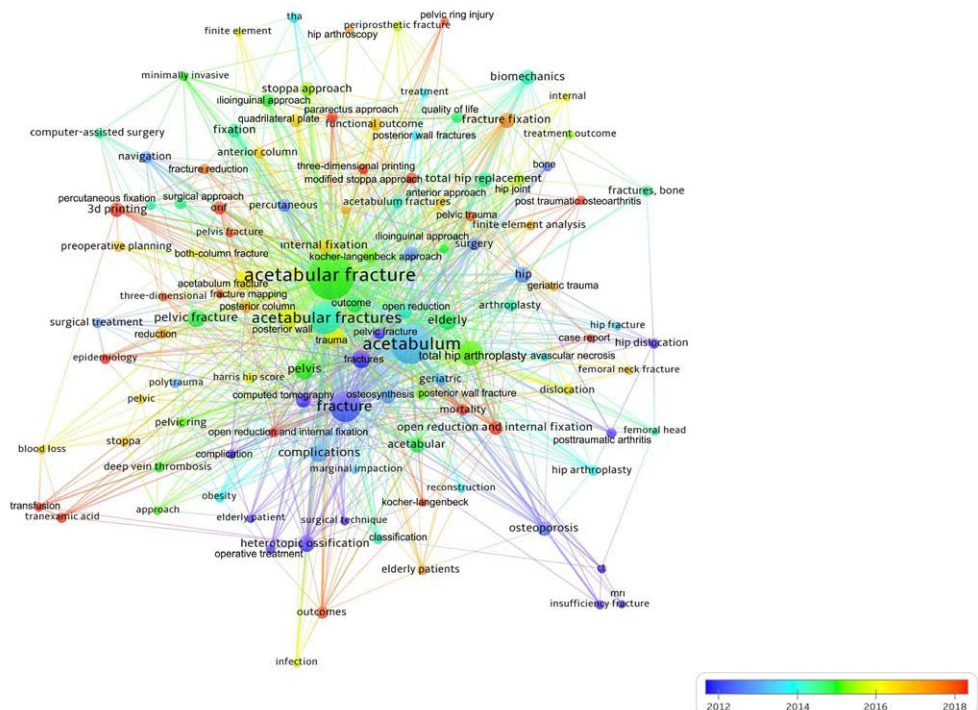 tha
pelvic ring injury
finite element
hip arthroscopy
periprosthetic fracture
minimally invasive
biomechanics
stoppa approach
treatment
internal
ilioinguinal approach
pararectus approach
quality of life
quadrilateral plate
functional outcome
fracture fixation
computer-assisted surgery
fixation
posterior wall fractures
treatment outcome
navigation
anterior column
bone
fracture reduction
three-dimensional printing
total hip replacement
modified stoppa approach
hip joint
fractures, bone
percutaneous fixation
surgical approach
anterior approach
post traumatic osteoarthritis
3d printing
orif
percutaneous
acetabulum fractures
pelvic trauma
finite element analysis
pelvis fracture
ilioinguinal approach
preoperative planning
both-column fracture
internal fixation
surgery
kocher-langenbeck approach
acetabular fracture
hip
acetabulum fracture
geriatric trauma
three-dimensional
fracture mapping
outcome
open reduction
arthroplasty
posterior column
surgical treatment
pelvic fracture
acetabular fractures
elderly
hip fracture
reduction
posterior wall
pelvic fracture
trauma
acetabulum
case report
hip dislocation
epidemiology
fractures
total hip arthroplasty
avascular necrosis
pelvis
femoral neck fracture
polytrauma
harris hip score
geriatric
pelvic
computed tomography
osteosynthesis
posterior wall fracture
dislocation
fracture
mortality
pelvic ring
open reduction and internal fixation
open reduction and internal fixation
femoral head
stoppa
acetabular
posttraumatic arthritis
blood loss
complication
complications
deep vein thrombosis
marginal impaction
hip arthroplasty
obesity
reconstruction
transfusion
kocher-langenbeck
tranexamic acid
approach
elderly patient
surgical technique
osteoporosis
heterotopic ossification
classification
operative treatment
elderly patients
ct
mri
insufficiency fracture
outcomes
infection
2012
2014
2016
2018